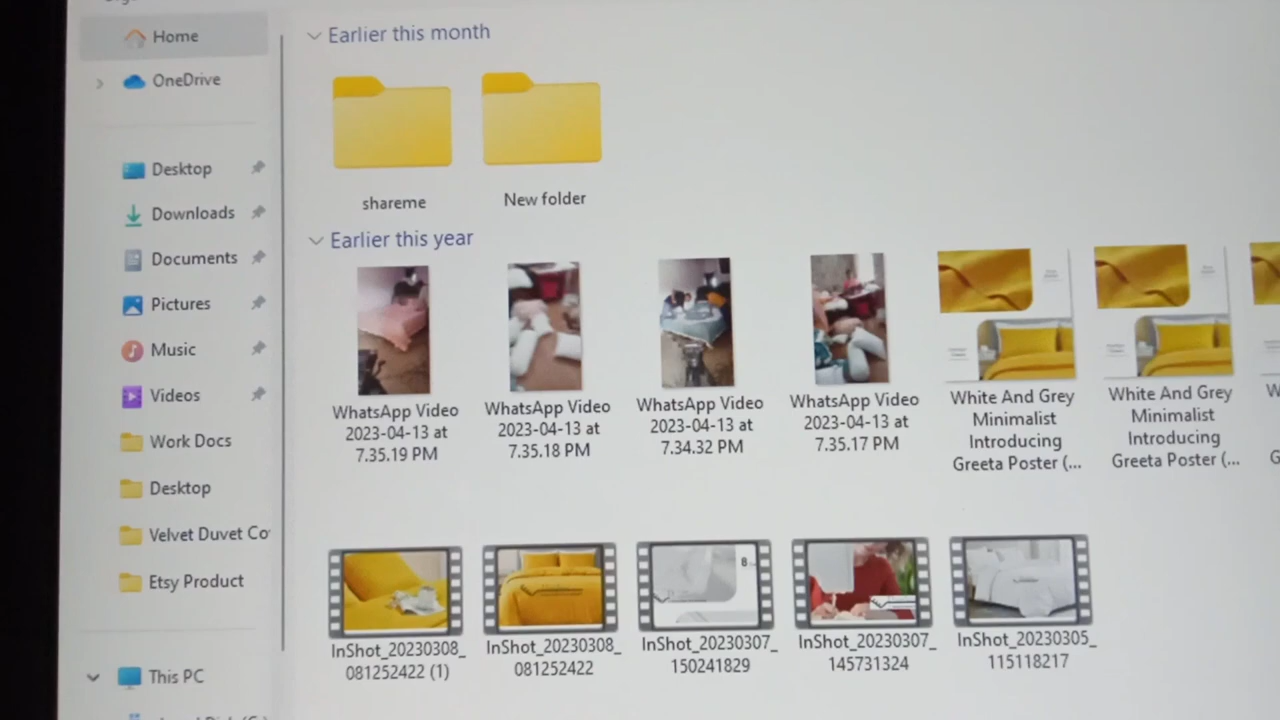 Home
OneDrive
Desktop
Downloads
Documents
Pictures
Music
Videos
Work Docs
Desktop
Velvet Duvet Co
Etsy Product
This PC
Earlier this month
shareme
New folder
Earlier this year
WhatsApp Video
2023-04-13 at
7.35.19 PM
WhatsApp Video
2023-04-13 at
7.35.18 PM
WhatsApp Video
2023-04-13 at
7.34.32 PM
WhatsApp Video
2023-04-13 at
7.35.17 PM
White And Grey
Minimalist
Introducing
Greeta Poster (...
White And Grey
Minimalist
Introducing
Greeta Poster (...
InShot_20230308_
081252422 (1)
InShot_20230308_
081252422
InShot_20230307_
150241829
InShot_20230307_
145731324
InShot_20230305_
115118217